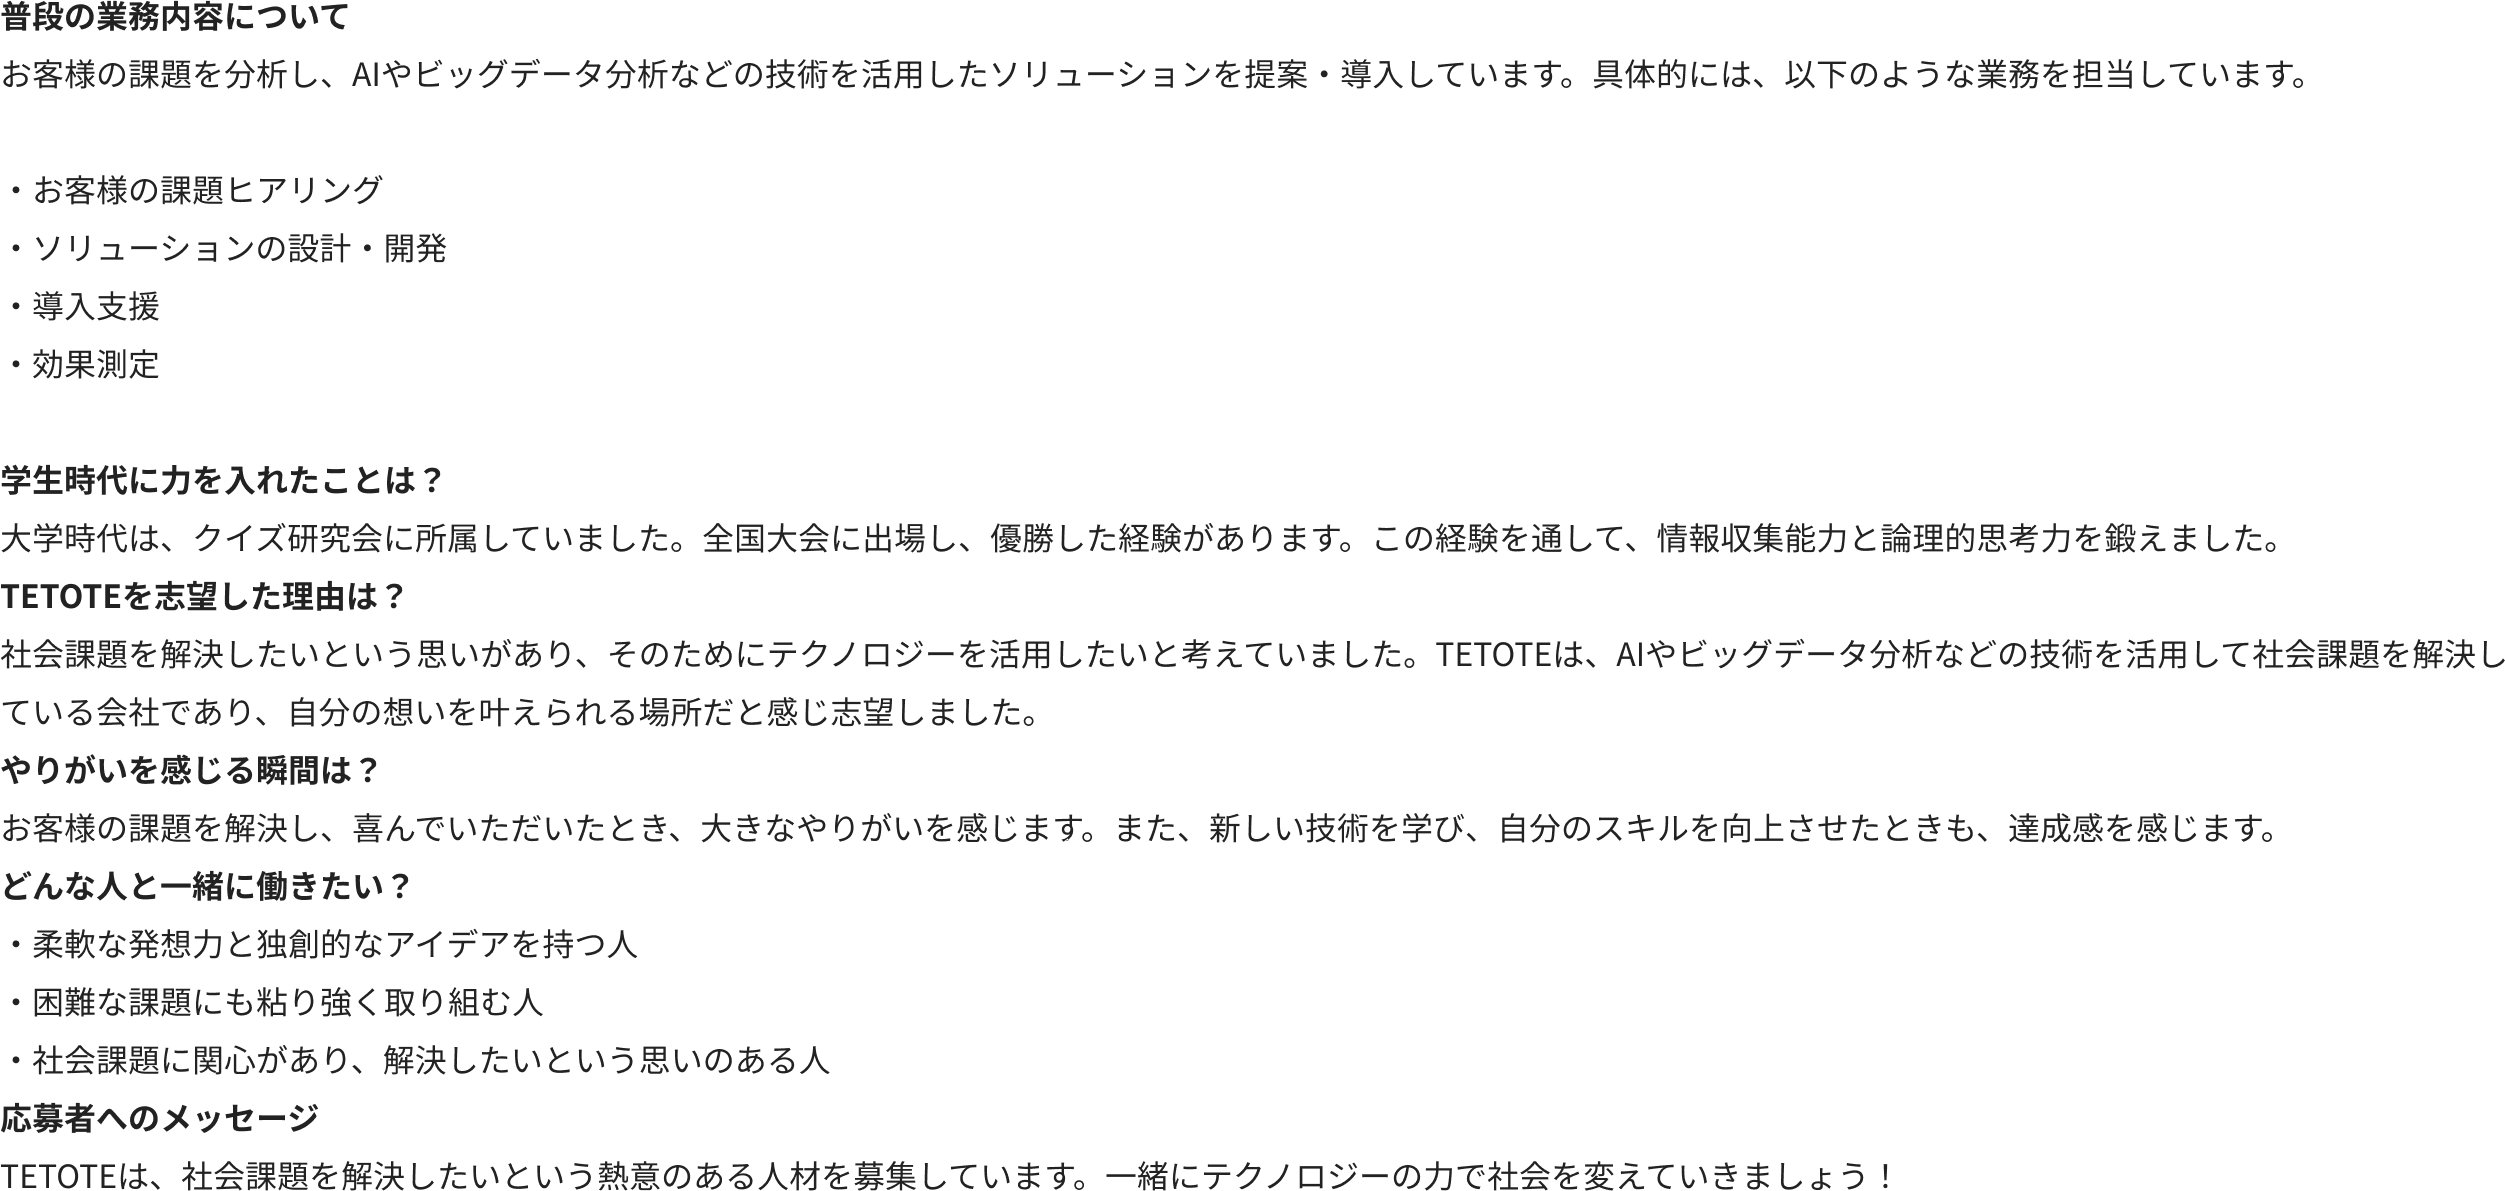 普段の業務内容について
お客様の課題を分析し、AIやビッグデータ分析などの技術を活用したソリューションを提案・導入しています。具体的には、以下のような業務を担当しています。
・お客様の課題ヒアリング
・ソリューションの設計・開発
・導入支援
・効果測定
学生時代に力を入れたことは？
大学時代は、クイズ研究会に所属していました。全国大会に出場し、優勝した経験があります。この経験を通して、情報収集能力と論理的思考力を鍛えました。
TETOTEを志望した理由は？
社会課題を解決したいという思いがあり、そのためにテクノロジーを活用したいと考えていました。TETOTEは、AIやビッグデータ分析などの技術を活用して社会課題を解決し
ている会社であり、自分の想いを叶えられる場所だと感じ志望しました。
やりがいを感じる瞬間は？
お客様の課題を解決し、喜んでいただいたとき、大きなやりがいを感じます。また、新しい技術を学び、自分のスキルを向上させたときも、達成感を感じます。
どんな人と一緒に働きたい？
・柔軟な発想力と独創的なアイデアを持つ人
・困難な課題にも粘り強く取り組む人
・社会課題に関心があり、解決したいという思いのある人
応募者へのメッセージ
TETOTEは、社会課題を解決したいという熱意のある人材を募集しています。一緒にテクノロジーの力で社会を変えていきましょう！